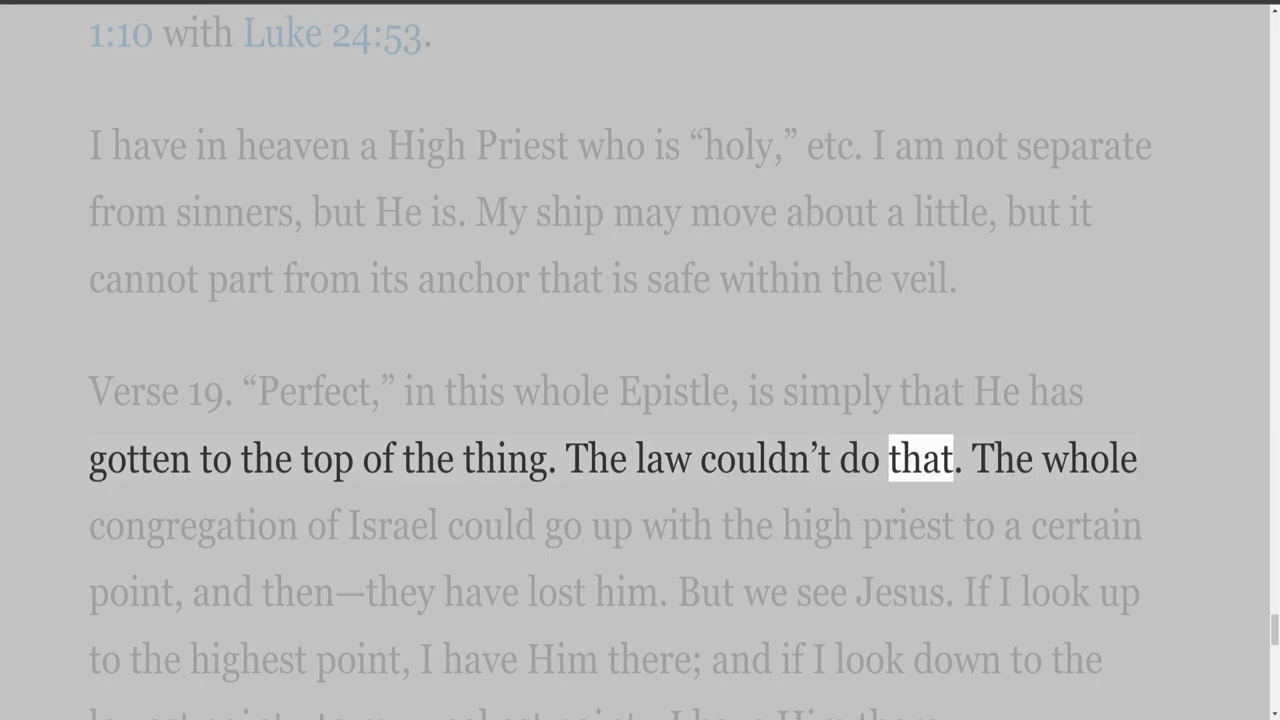 1:10 with Luke 24:53.
I have in heaven a High Priest who is “holy,” etc. I am not separate
from sinners, but He is. My ship may move about a little, but it
cannot part from its anchor that is safe within the veil.
Verse 19. “Perfect,” in this whole Epistle, is simply that He has
gotten to the top of the thing. The law couldn’t do that. The whole
congregation of Israel could go up with the high priest to a certain
point, and then—they have lost him. But we see Jesus. If I look up
to the highest point, I have Him there; and if I look down to the